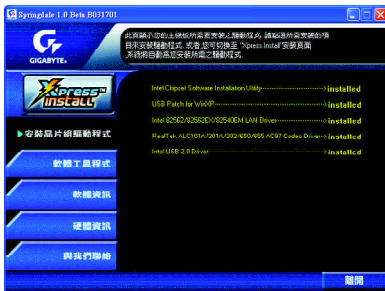 Springdale 1.0 Beta B031701
GIGABYTE
此頁顯示您的主機板所需要安裝之驅動程式.請點選所需安裝的項
目來安裝驅動程式.或者,您可切換至 "Xpress Install"安裝頁面
,系統將自動為您安裝所需之驅動程式.
Xpress™
INSTALL
安裝晶片組驅動程式
軟體工具程式
軟體資訊
硬體資訊
與我們聯絡
Intel Chipset Software Installation Utility installed
USB Patch for WinXP installed
Intel 82562/82562EX/82540EM LAN Driver installed
RealTek ALC101A/201A/202/650/655 AC97 Codec Driver installed
Intel USB 2.0 Driver installed
離開